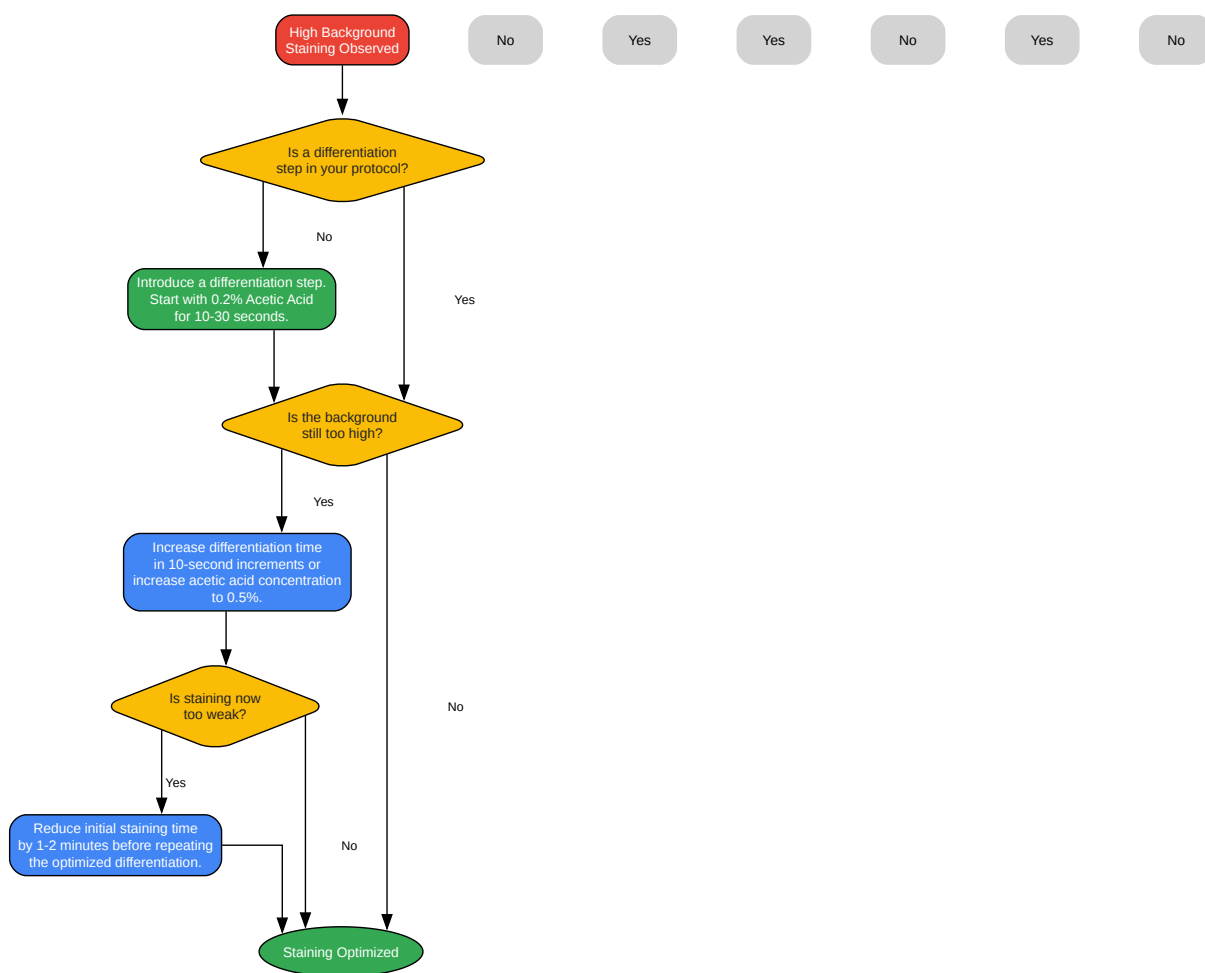 High Background
Staining Observed
No
Yes
Yes
No
Yes
No
Is a differentiation
step in your protocol?
No
Introduce a differentiation step.
Start with 0.2% Acetic Acid
for 10-30 seconds.
Yes
Is the background
still too high?
Yes
Increase differentiation time
in 10-second increments or
increase acetic acid concentration
to 0.5%.
Is staining now
too weak?
No
Yes
Reduce initial staining time
by 1-2 minutes before repeating
the optimized differentiation.
No
Staining Optimized